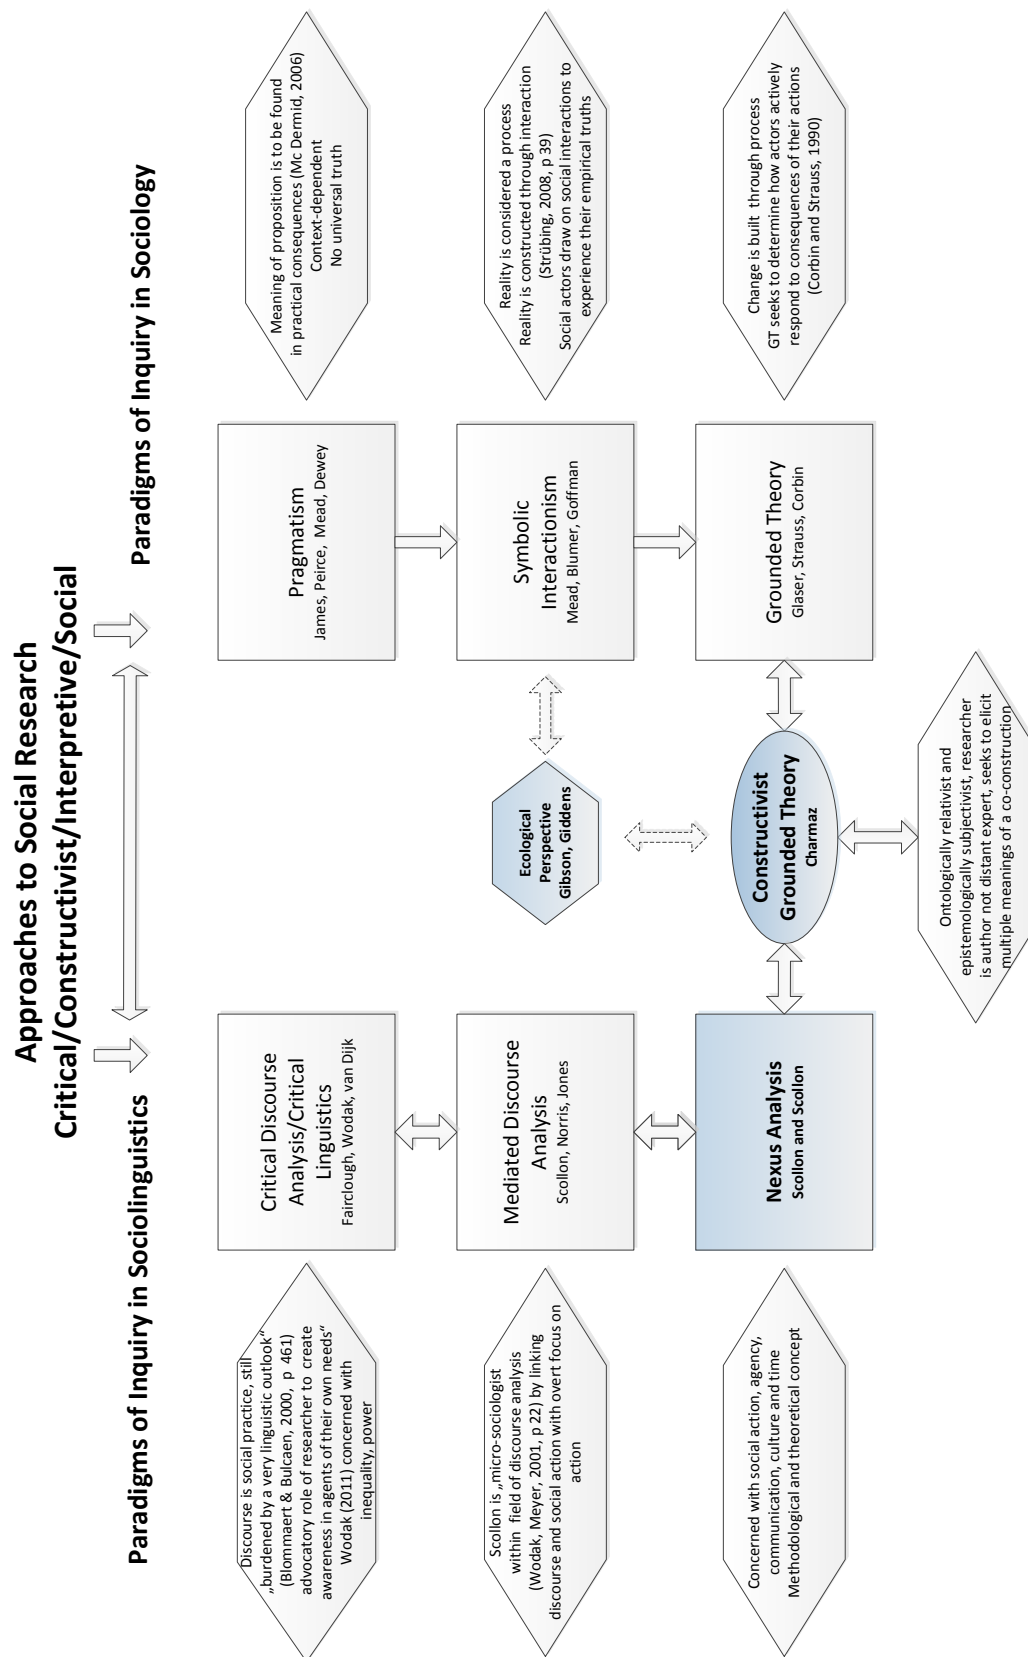 Approaches to Social Research
Critical/Constructivist/Interpretive/Social
Paradigms of Inquiry in Sociolinguistics
Paradigms of Inquiry in Sociology
Discourse is social practice, still
„burdened by a very linguistic outlook“
(Blommaert & Bulcaen, 2000, p 461)
advocatory role of researcher to create
awareness in agents of their own needs“
Wodak (2011) concerned with
inequality, power
Critical Discourse
Analysis/Critical
Linguistics
Fairclough, Wodak, van Dijk
Pragmatism
James, Peirce, Mead, Dewey
Meaning of proposition is to be found
in practical consequences (Mc Dermid, 2006)
Context-dependent
No universal truth
Scollon is „micro-sociologist
within field of discourse analysis
(Wodak, Meyer, 2001, p 22) by linking
discourse and social action with overt focus on
action
Mediated Discourse
Analysis
Scollon, Norris, Jones
Ecological
Perspective
Gibson, Giddens
Symbolic
Interactionism
Mead, Blumer, Goffman
Reality is considered a process
Reality is constructed through interaction
(Strübing, 2008, p 39)
Social actors draw on social interactions to
experience their empirical truths
Concerned with social action, agency,
communication, culture and time
Methodological and theoretical concept
Nexus Analysis
Scollon and Scollon
Constructivist
Grounded Theory
Charmaz
Grounded Theory
Glaser, Strauss, Corbin
Change is built through process
GT seeks to determine how actors actively
respond to consequences of their actions
(Corbin and Strauss, 1990)
Ontologically relativist and
epistemologically subjectivist, researcher
is author not distant expert, seeks to elicit
multiple meanings of a co-construction